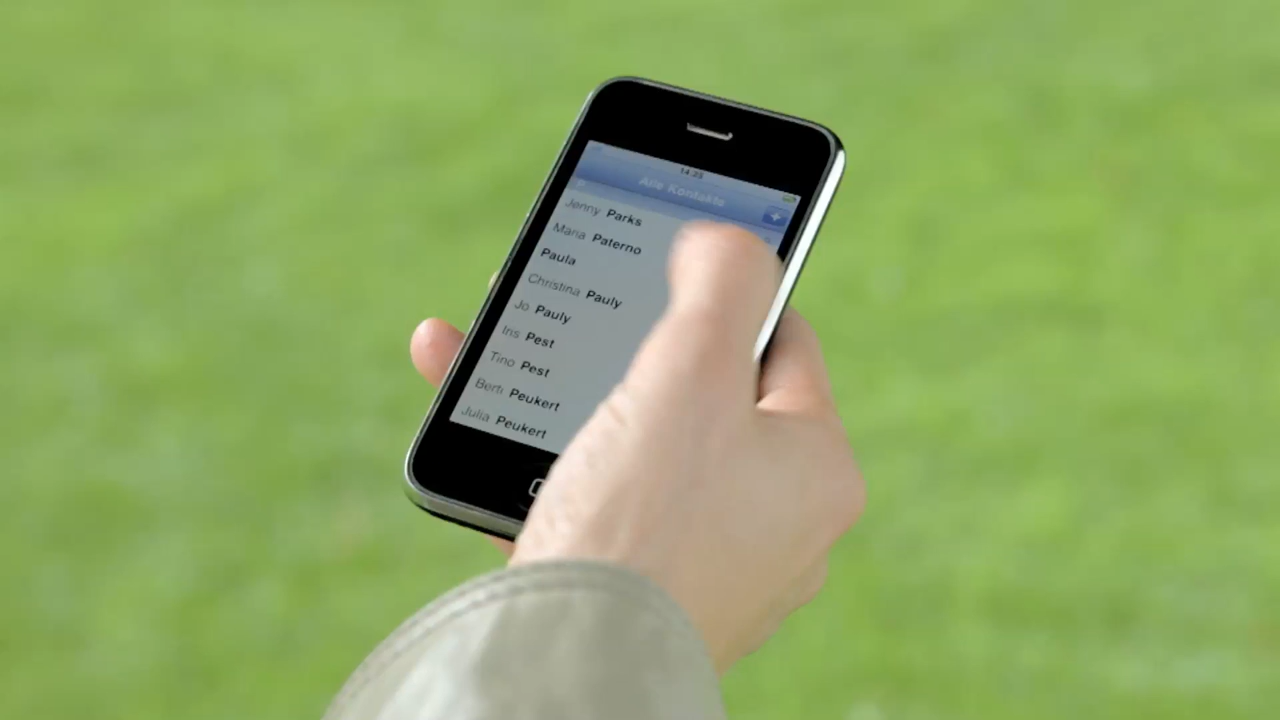 14:35
Alle Kontakte
P
Jenny Parks
Maria Paterno
Paula
Christina Pauly
Jo Pauly
Iris Pest
Tino Pest
Berti Peukert
Julia Peukert